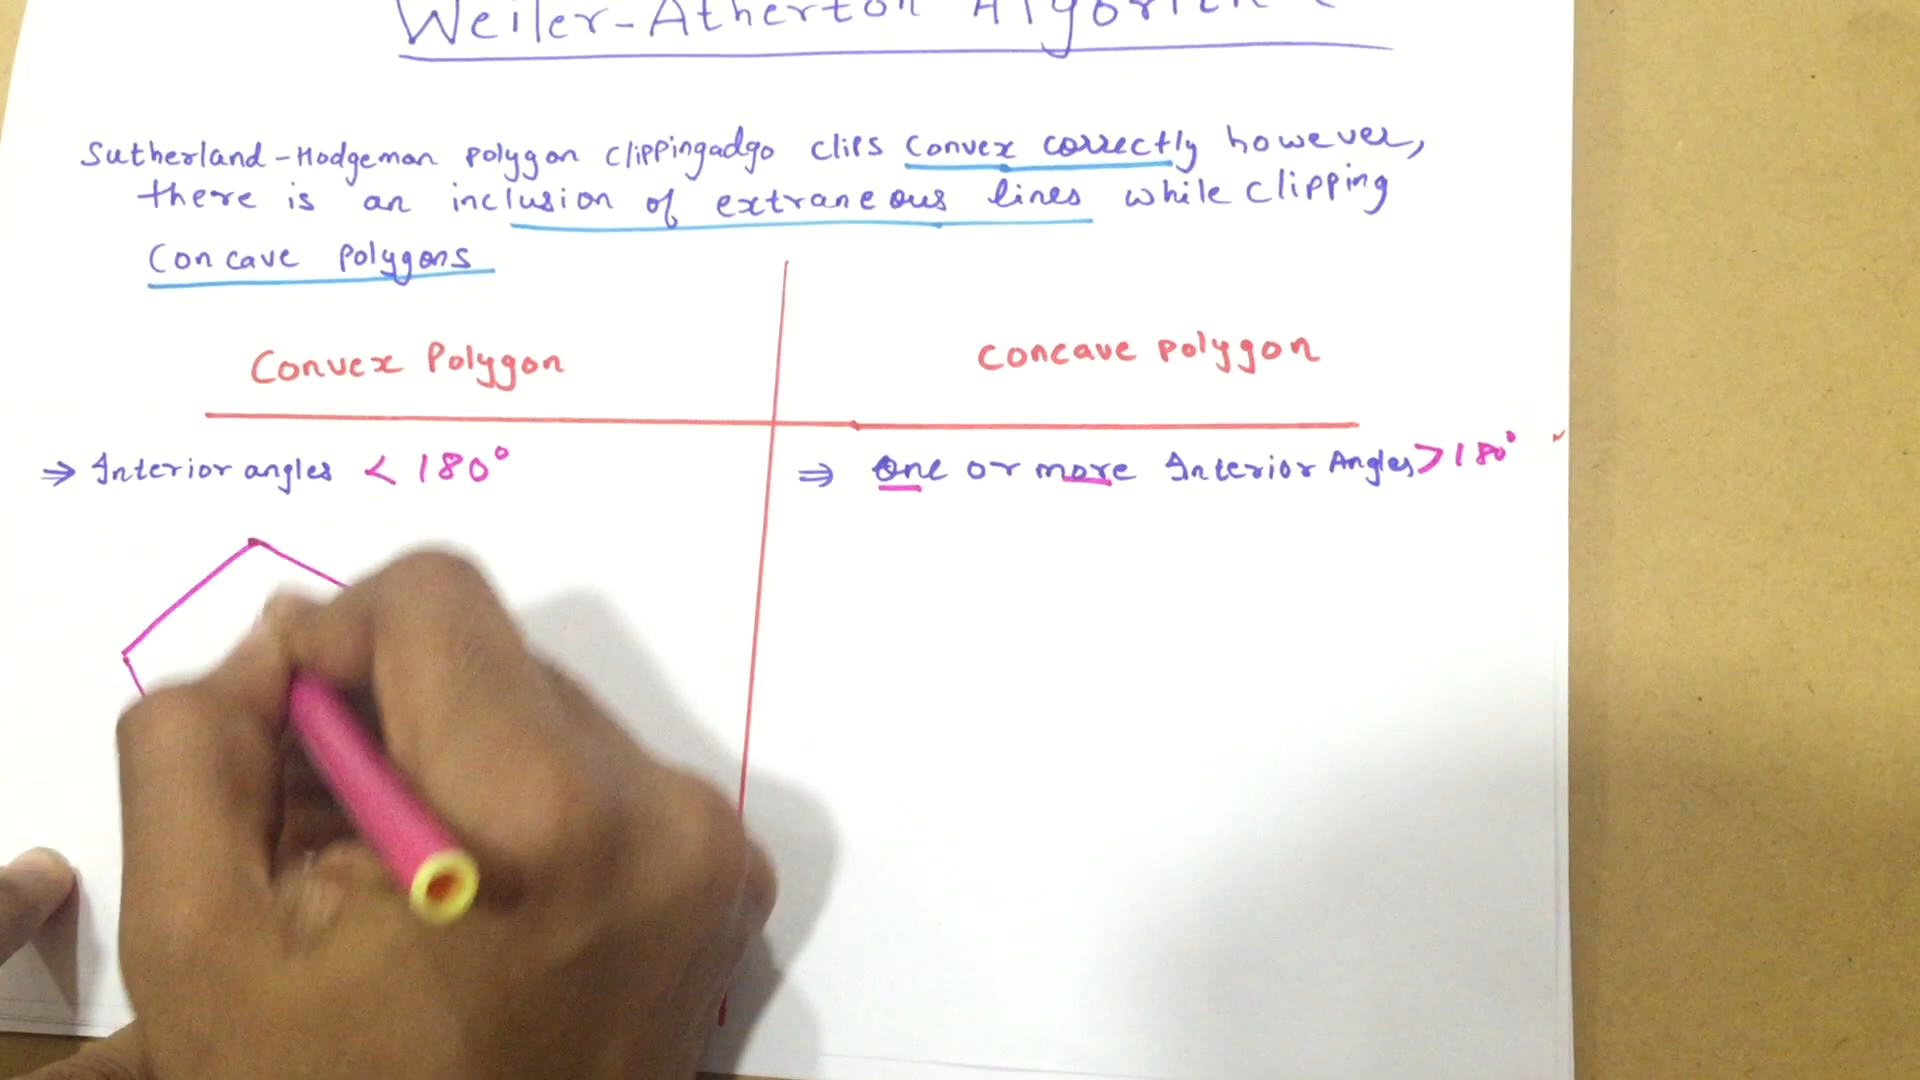 Weiler-Atherton Algorithm
Sutherland-Hodgeman polygon clippingadgo clips convex correctly however,
there is an inclusion of extraneous lines while clipping
Concave polygons
Convex Polygon
Concave polygon
⇒ Interior angles < 180°
⇒ One or more Interior Angles > 180°